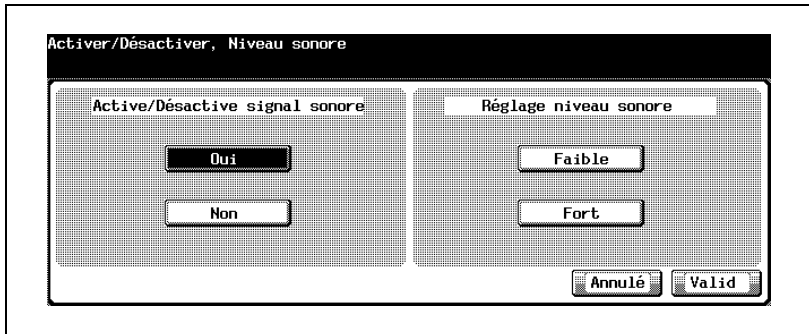 Activer/Désactiver, Niveau sonore
Active/Désactive signal sonore
Oui
Non
Réglage niveau sonore
Faible
Fort
Annulé
Valid